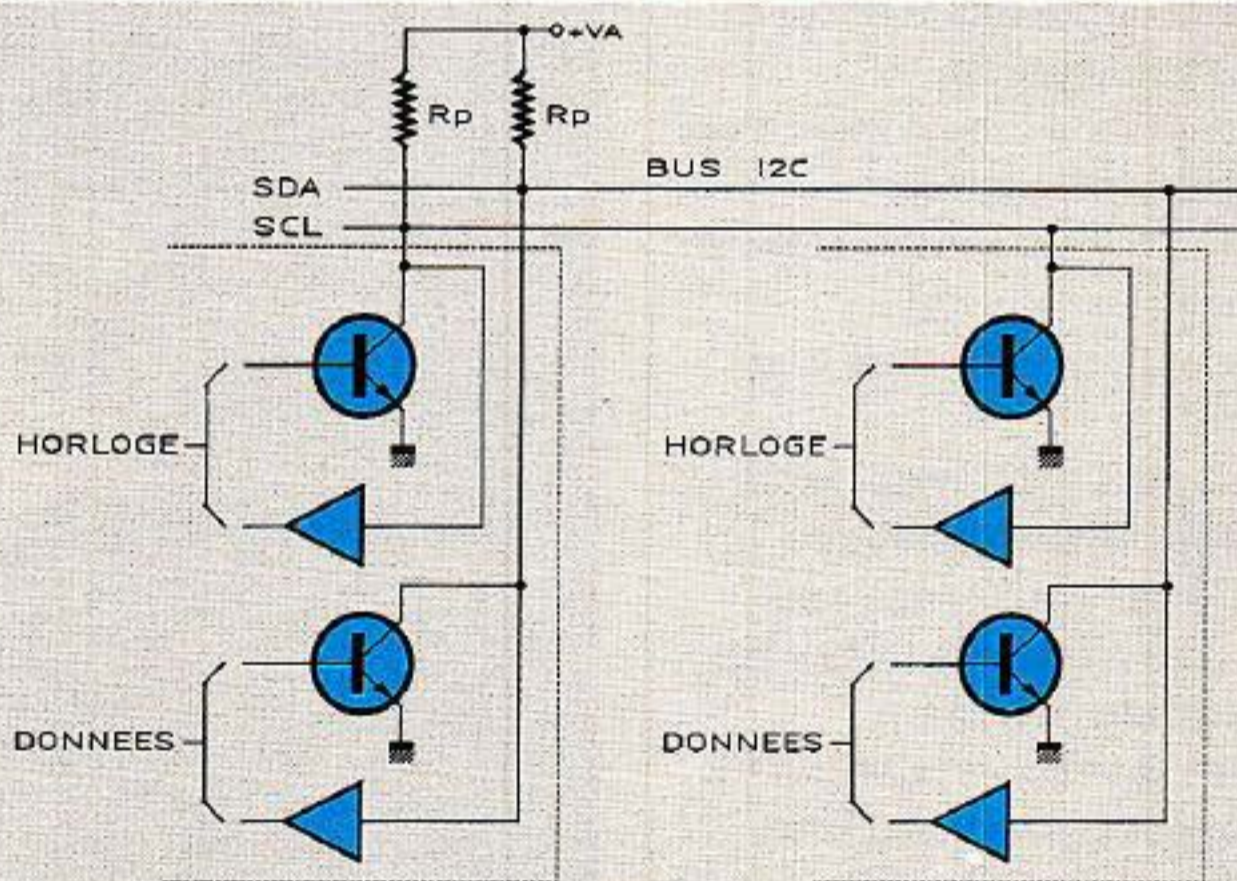 +VA
Rp Rp
BUS I2C
SDA
SCL
HORLOGE HORLOGE
DONNEES DONNEES